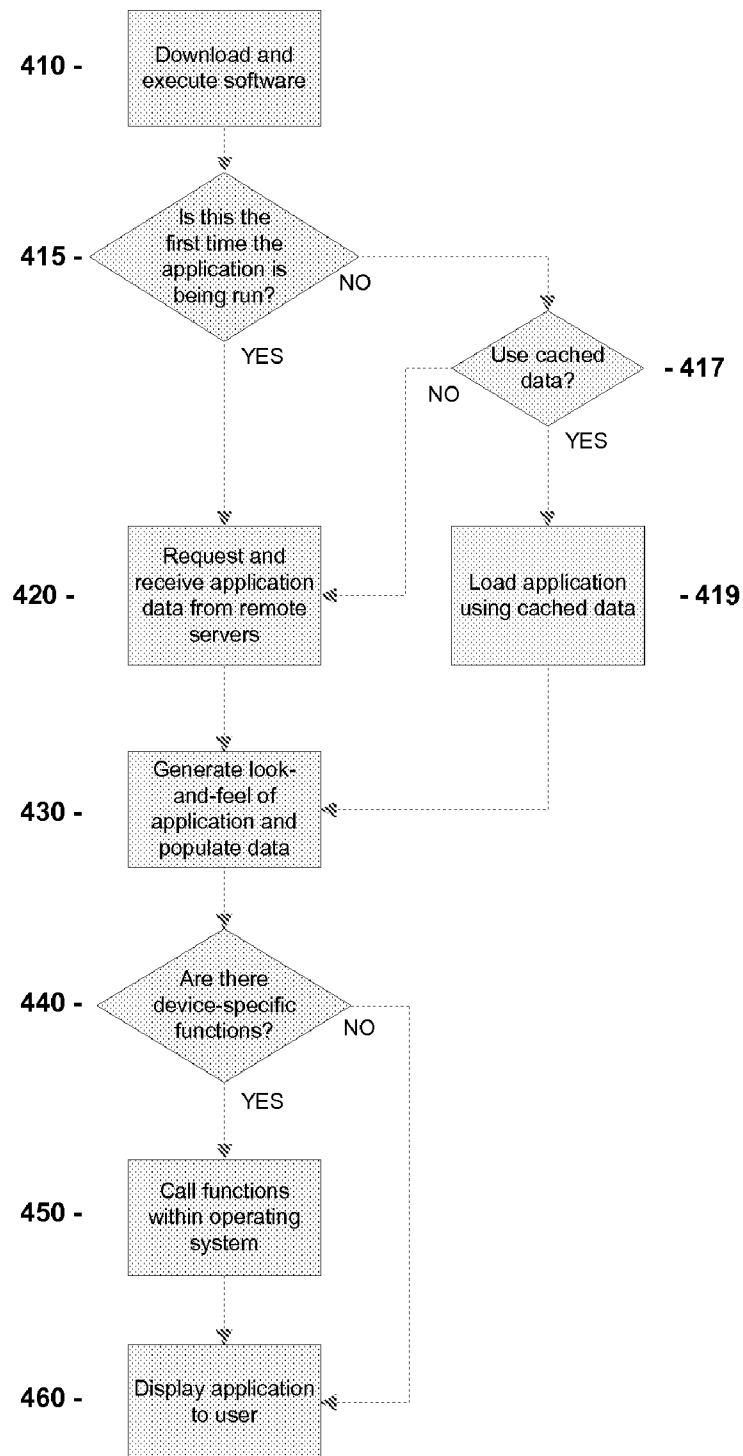 410 -
Download and
execute software
415 -
Is this the
first time the
application is
being run?
NO
YES
Use cached
data?
- 417
NO
YES
420 -
Request and
receive application
data from remote
servers
Load application
using cached data
- 419
430 -
Generate look-
and-feel of
application and
populate data
440 -
Are there
device-specific
functions?
NO
YES
450 -
Call functions
within operating
system
460 -
Display application
to user